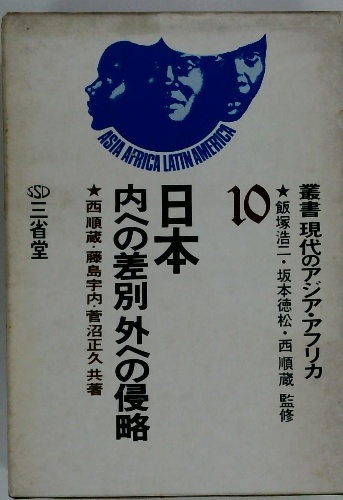 ASIA AFRICA LATIN AMERICA
叢書 現代のアジア・アフリカ
★飯塚浩二・坂本徳松・西 順蔵 監修
10
日本
内への差別 外への侵略
★西 順蔵・藤島宇内・菅沼正久 共著
SSD 三省堂